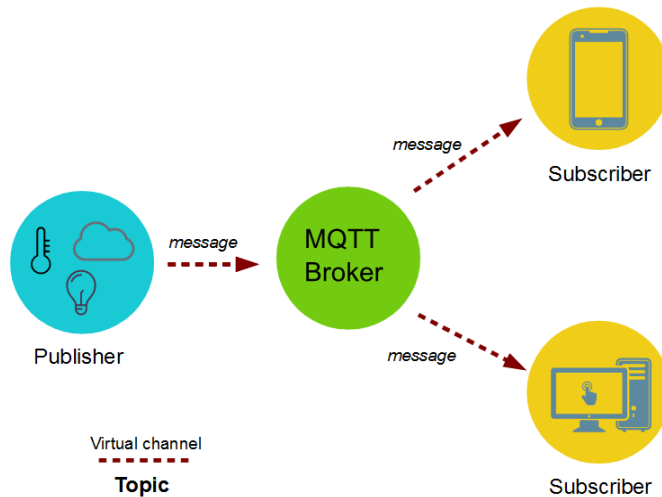 message
Subscriber
message
MQTT
Broker
Publisher
message
Virtual channel
Topic
Subscriber